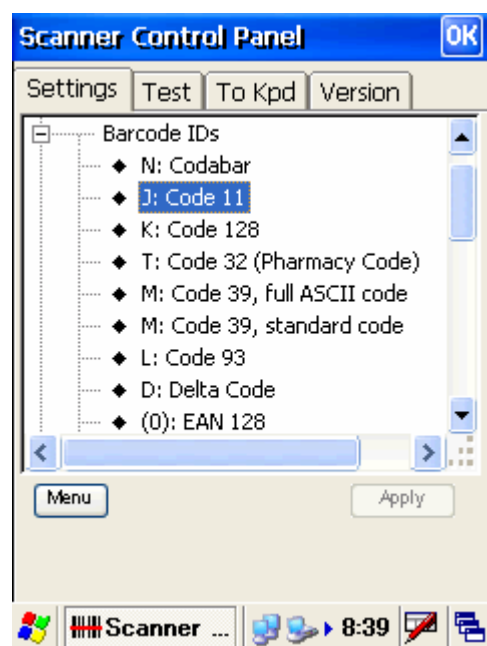 Scanner Control Panel OK
Settings Test To Kpd Version
Barcode IDs
N: Codabar
J: Code 11
K: Code 128
T: Code 32 (Pharmacy Code)
M: Code 39, full ASCII code
M: Code 39, standard code
L: Code 93
D: Delta Code
(0): EAN 128
Menu Apply
Scanner ... 8:39